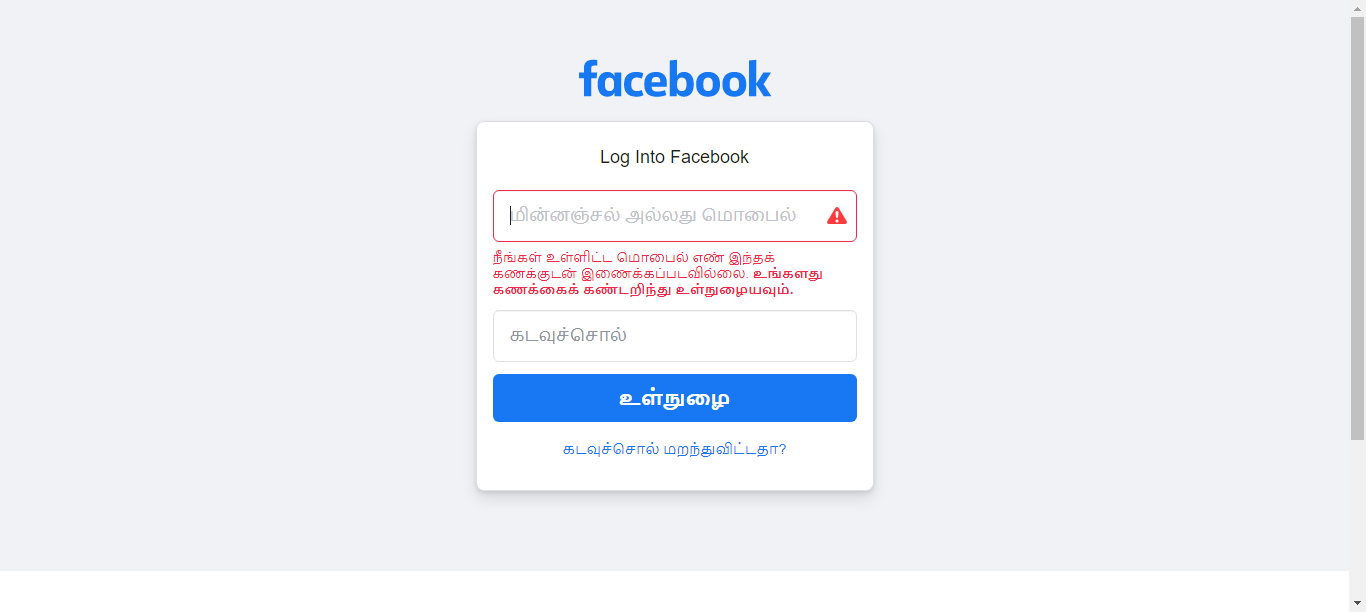 facebook
Log Into Facebook
மின்னஞ்சல் அல்லது மொபைல்
நீங்கள் உள்ளிட்ட மொபைல் எண் இந்தக்
கணக்குடன் இணைக்கப்படவில்லை. உங்களது
கணக்கைக் கண்டறிந்து உள்நுழையவும்.
கடவுச்சொல்
உள்நுழை
கடவுச்சொல் மறந்துவிட்டதா?